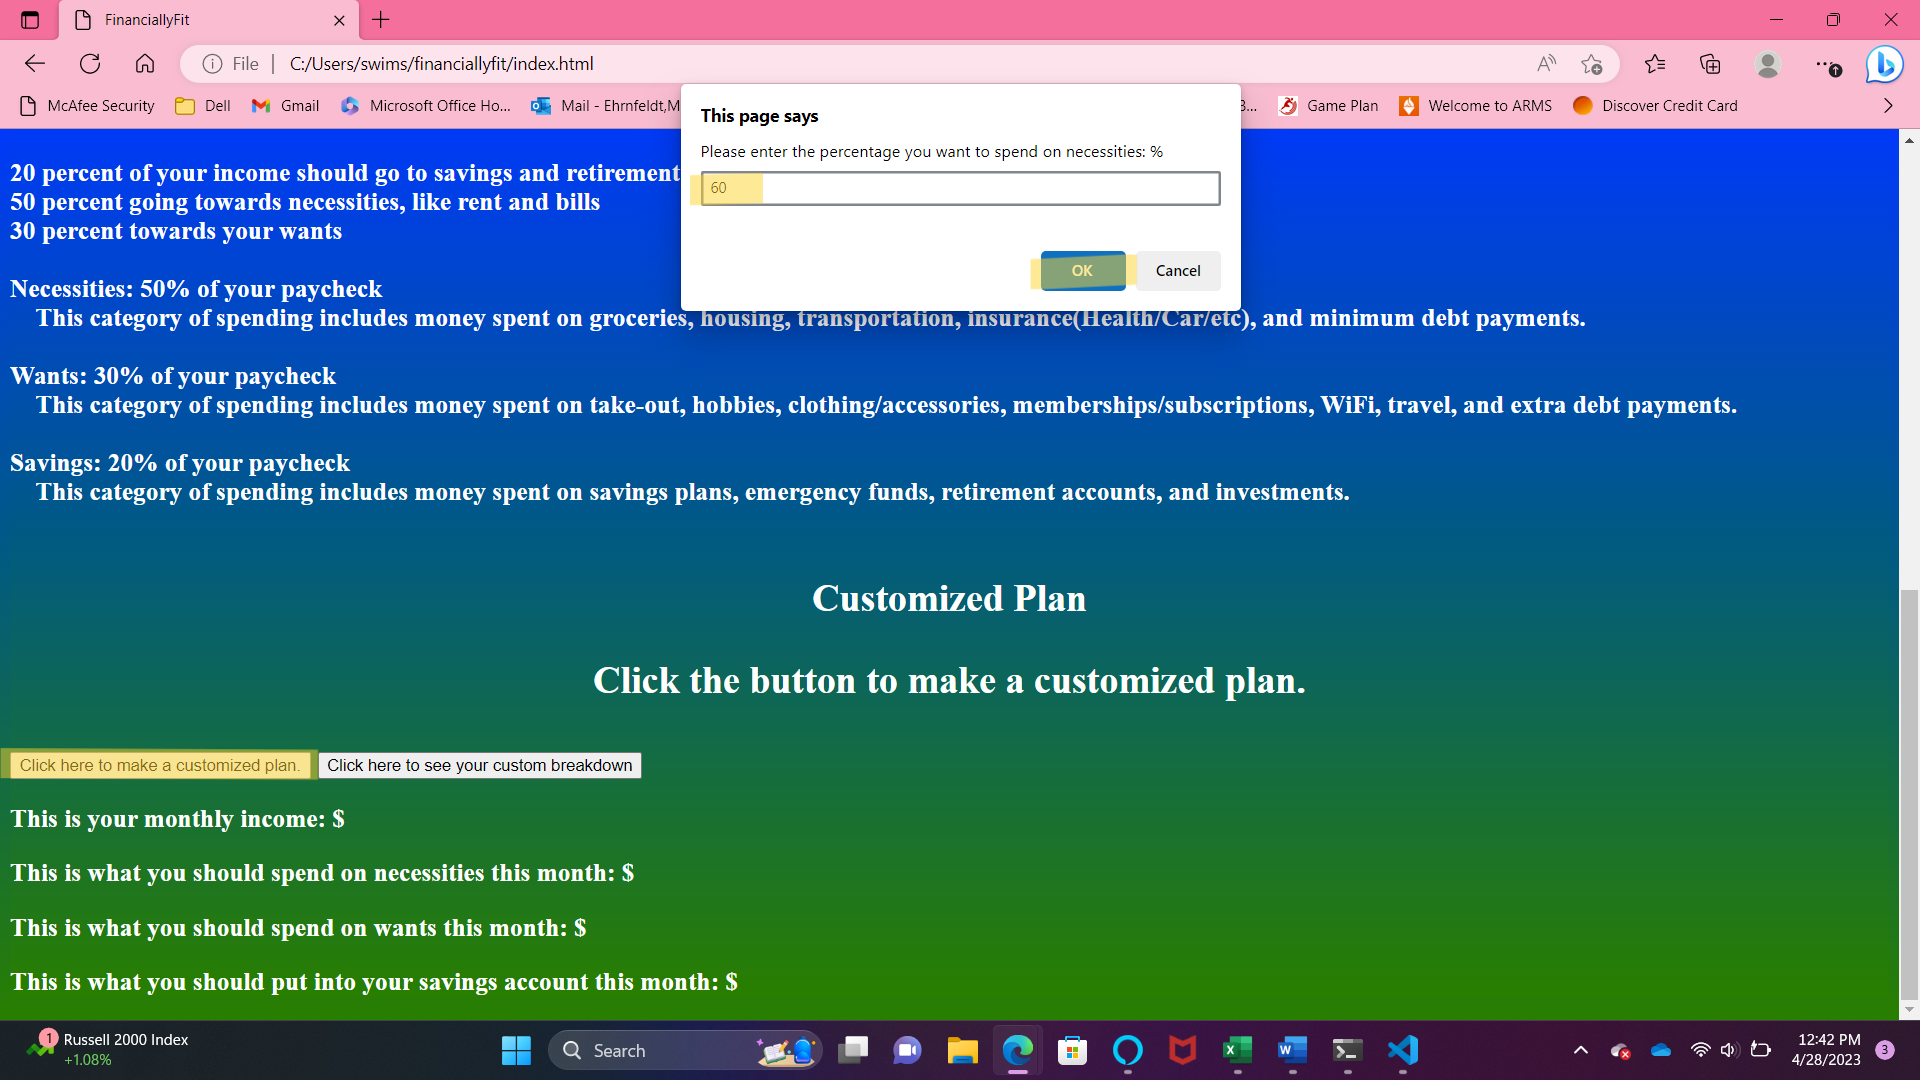 FinanciallyFit
File
C:/Users/swims/financiallyfit/index.html
McAfee Security
Dell
Gmail
Microsoft Office Ho...
Mail - Ehrnfeldt,M
Game Plan
Welcome to ARMS
Discover Credit Card
This page says
Please enter the percentage you want to spend on necessities: %
60
OK
Cancel
20 percent of your income should go to savings and retirement
50 percent going towards necessities, like rent and bills
30 percent towards your wants
Necessities: 50% of your paycheck
This category of spending includes money spent on groceries, housing, transportation, insurance(Health/Car/etc), and minimum debt payments.
Wants: 30% of your paycheck
This category of spending includes money spent on take-out, hobbies, clothing/accessories, memberships/subscriptions, WiFi, travel, and extra debt payments.
Savings: 20% of your paycheck
This category of spending includes money spent on savings plans, emergency funds, retirement accounts, and investments.
Customized Plan
Click the button to make a customized plan.
Click here to make a customized plan.
Click here to see your custom breakdown
This is your monthly income: $
This is what you should spend on necessities this month: $
This is what you should spend on wants this month: $
This is what you should put into your savings account this month: $
1
Russell 2000 Index
+1.08%
Search
12:42 PM
4/28/2023
3